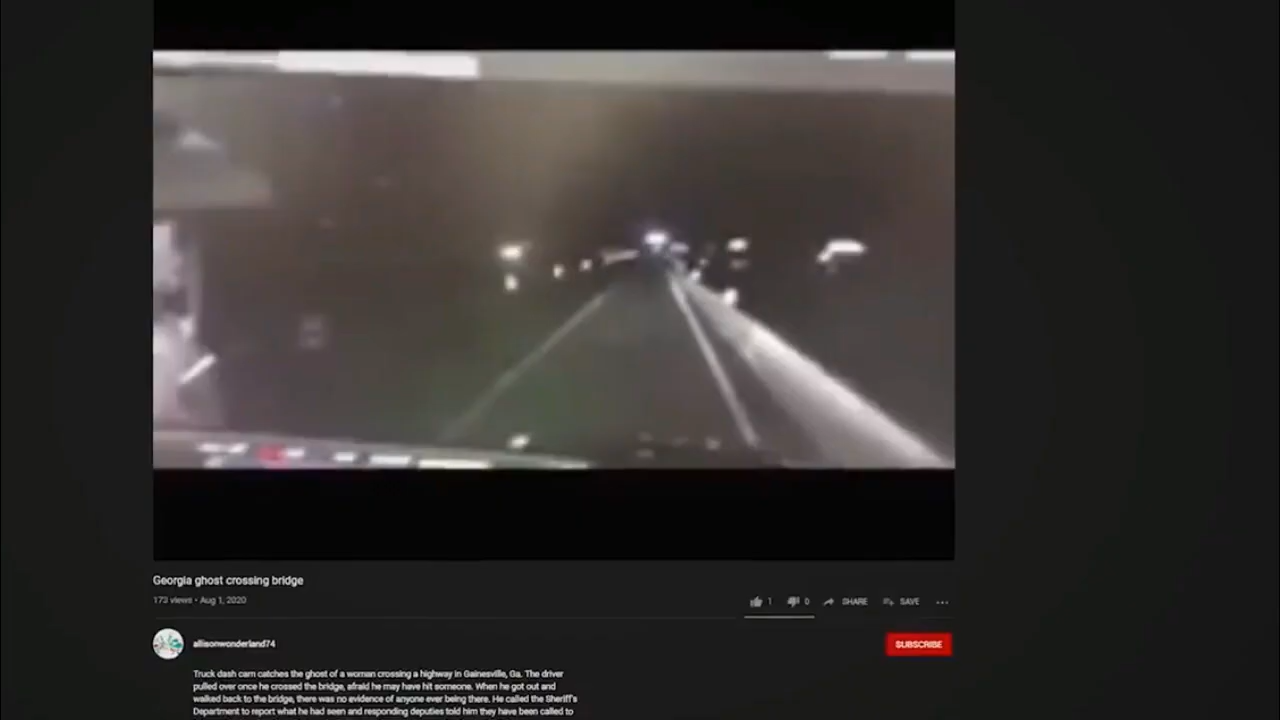 Georgia ghost crossing bridge
173 views • Aug 1, 2020
1 0 SHARE SAVE
allisonwonderland74
SUBSCRIBE
Truck dash cam catches the ghost of a woman crossing a highway in Gainesville, Ga. The driver
pulled over once he crossed the bridge, afraid he may have hit someone. When he got out and
walked back to the bridge, there was no evidence of anyone ever being there. He called the Sheriff's
Department to report what he had seen and responding deputies told him they have been called to